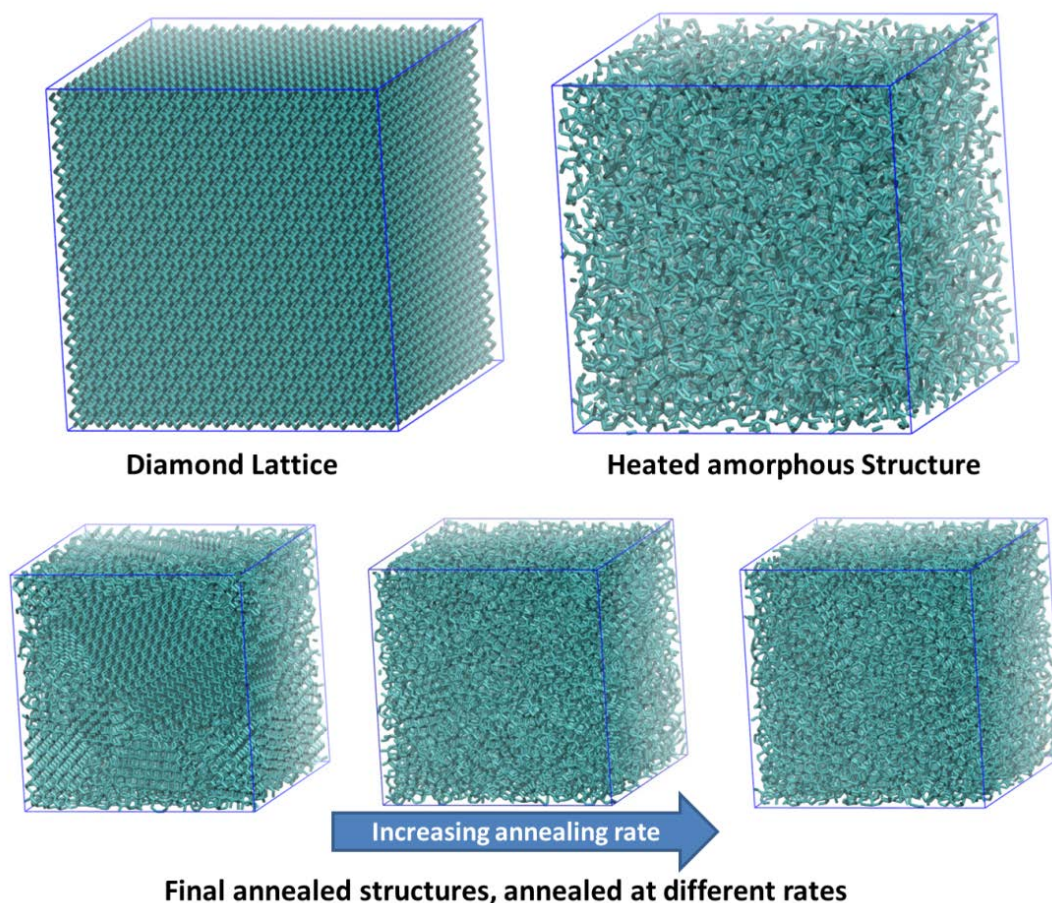 Diamond Lattice
Heated amorphous Structure
Increasing annealing rate
Final annealed structures, annealed at different rates